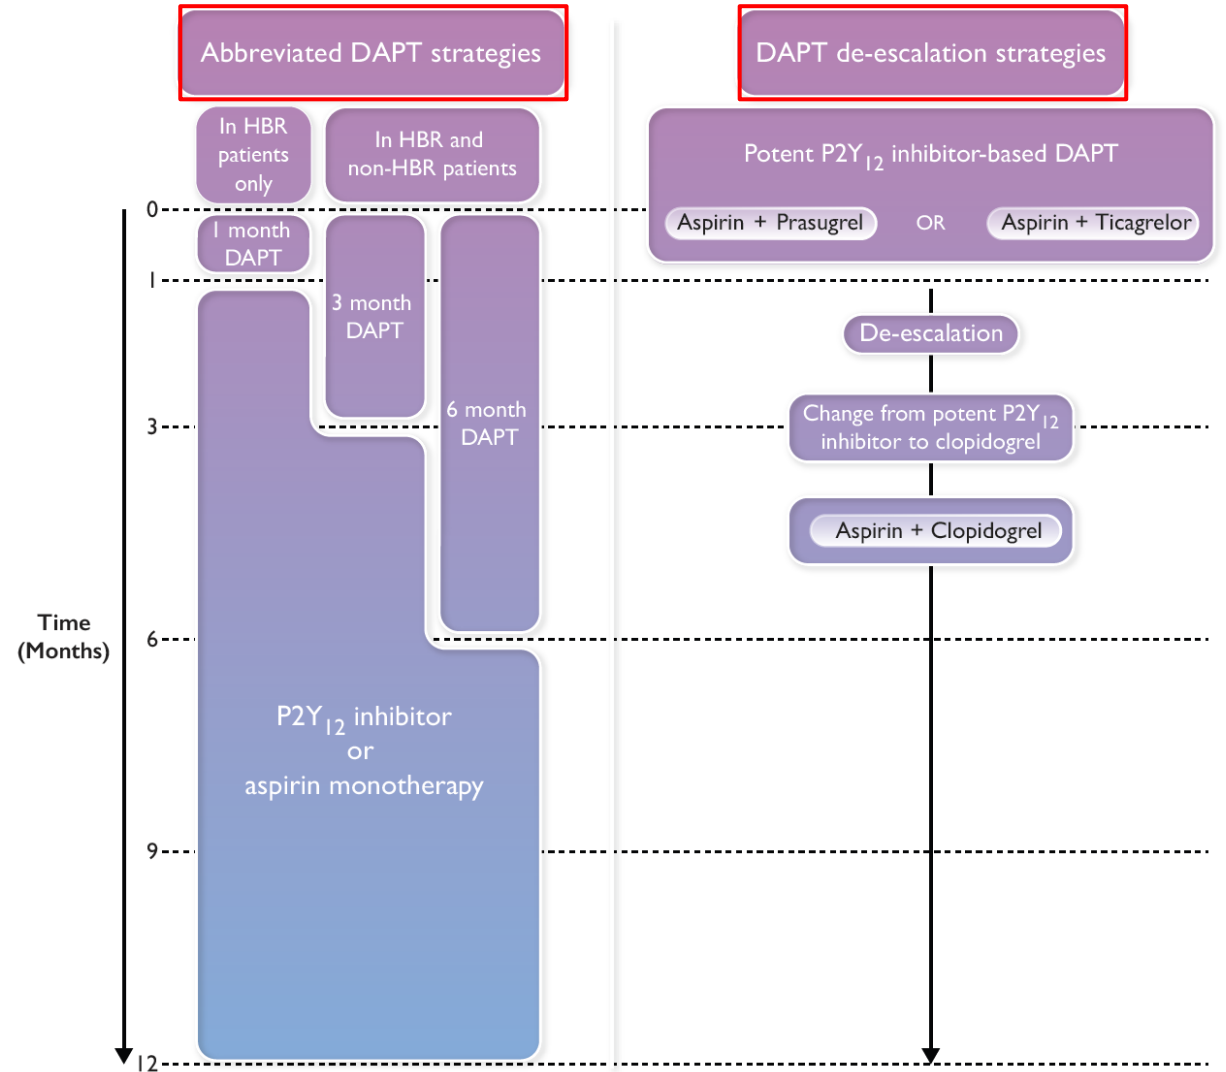 Abbreviated DAPT strategies
In HBR
patients
only
In HBR and
non-HBR patients
0
1 month
DAPT
1
3 month
DAPT
3
6 month
DAPT
Time
(Months)
6
P2Y12 inhibitor
or
aspirin monotherapy
9
12
DAPT de-escalation strategies
Potent P2Y12 inhibitor-based DAPT
Aspirin + Prasugrel OR Aspirin + Ticagrelor
De-escalation
Change from potent P2Y12
inhibitor to clopidogrel
Aspirin + Clopidogrel